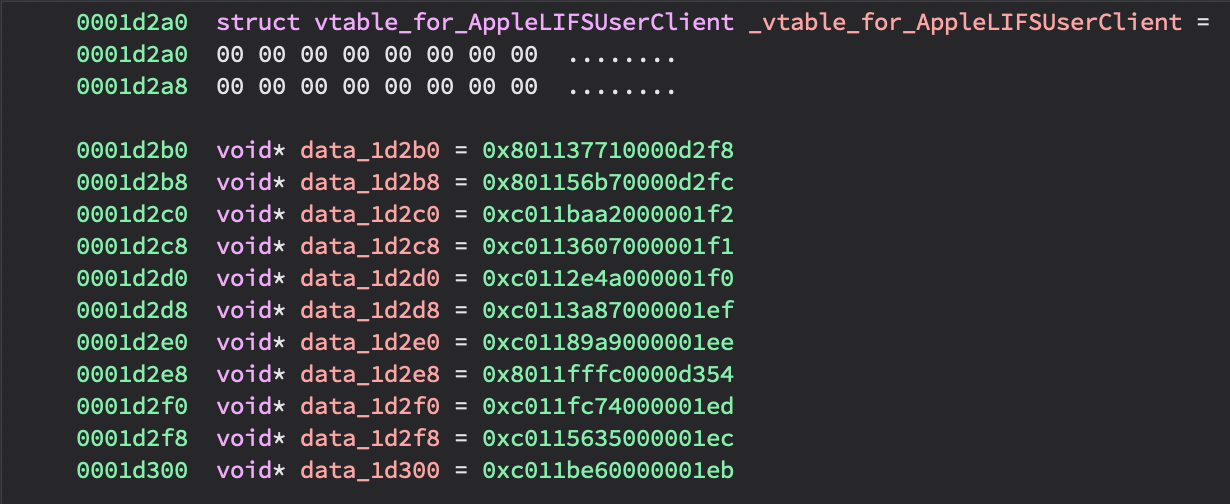 0001d2a0  struct vtable_for_AppleLIFSUserClient _vtable_for_AppleLIFSUserClient =
0001d2a0  00 00 00 00 00 00 00 00  ........
0001d2a8  00 00 00 00 00 00 00 00  ........
0001d2b0  void* data_1d2b0 = 0x801137710000d2f8
0001d2b8  void* data_1d2b8 = 0x801156b70000d2fc
0001d2c0  void* data_1d2c0 = 0xc011baa2000001f2
0001d2c8  void* data_1d2c8 = 0xc0113607000001f1
0001d2d0  void* data_1d2d0 = 0xc0112e4a000001f0
0001d2d8  void* data_1d2d8 = 0xc0113a87000001ef
0001d2e0  void* data_1d2e0 = 0xc01189a9000001ee
0001d2e8  void* data_1d2e8 = 0x8011fffc0000d354
0001d2f0  void* data_1d2f0 = 0xc011fc74000001ed
0001d2f8  void* data_1d2f8 = 0xc0115635000001ec
0001d300  void* data_1d300 = 0xc011be60000001eb